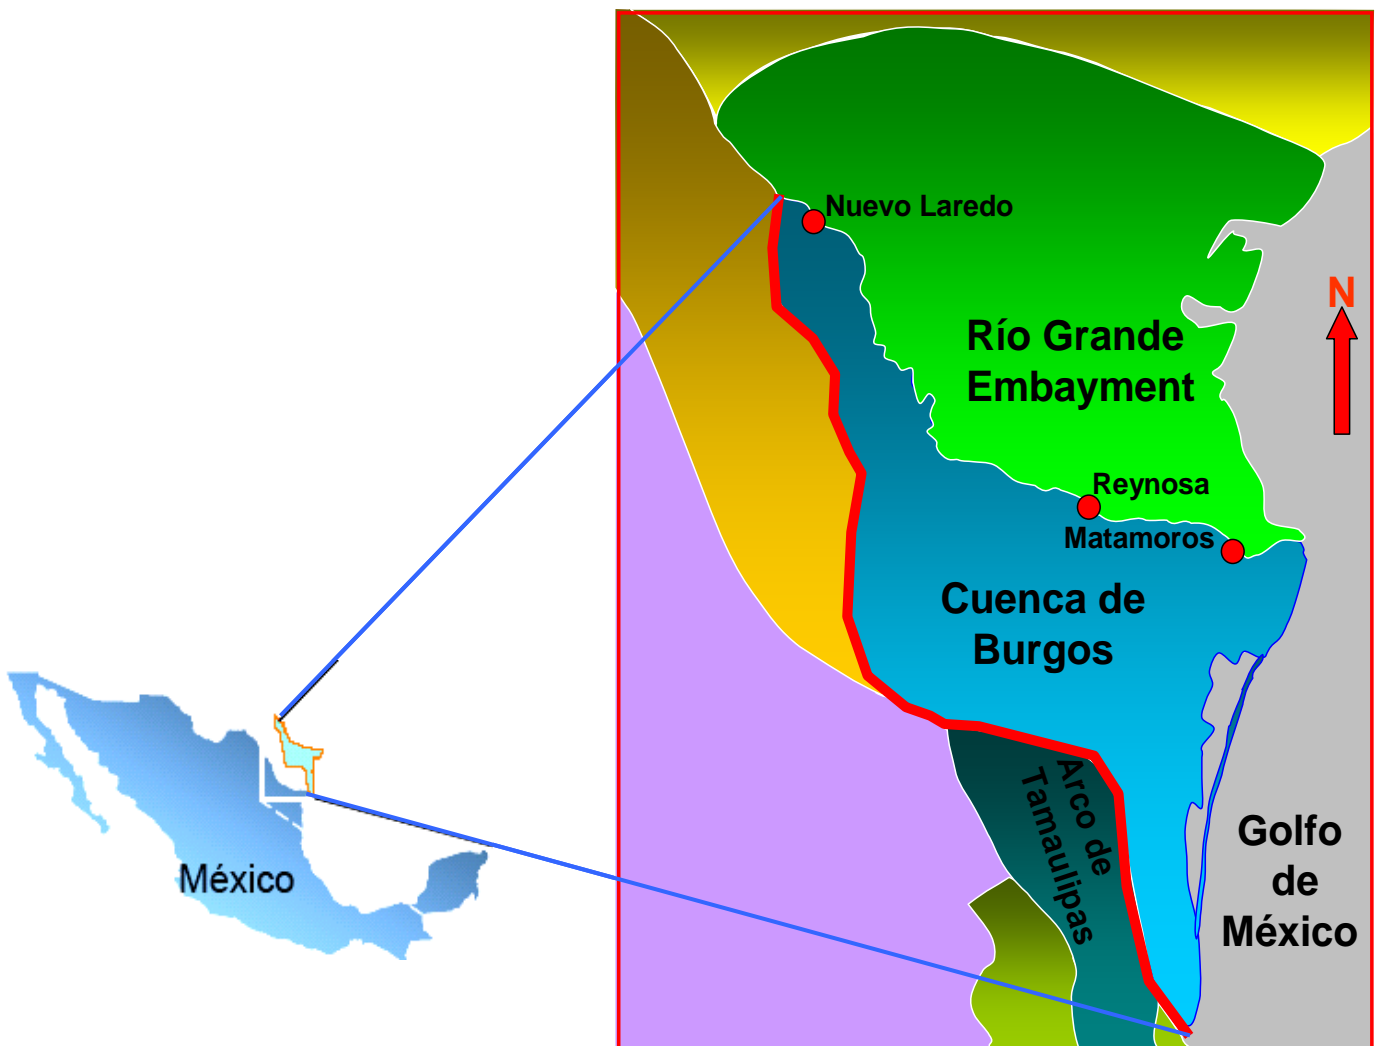 Nuevo Laredo
N
Río Grande
Embayment
Reynosa
Matamoros
Cuenca de
Burgos
Arco de
Tamaulipas
Golfo
de
México
México